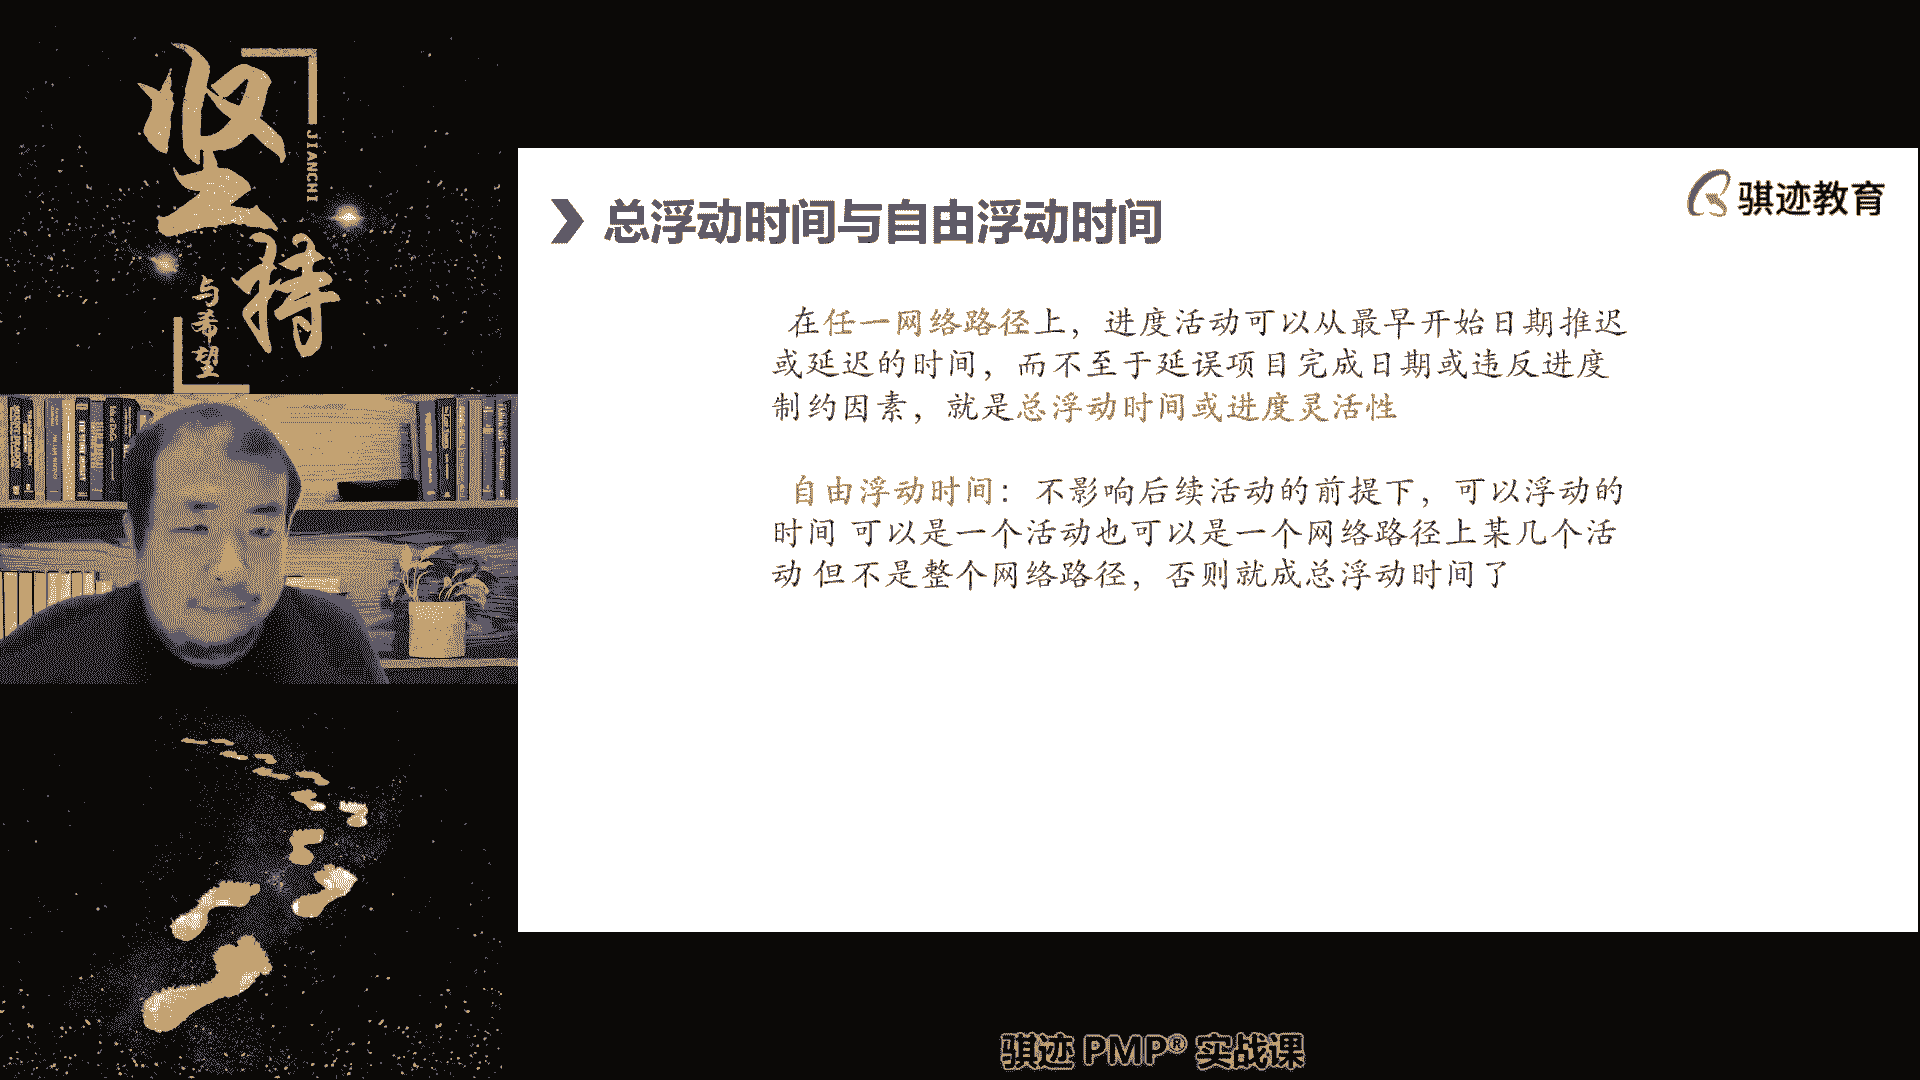 坚持
JIANCHI
与希望
总浮动时间与自由浮动时间
骐迹教育
在任一网络路径上，进度活动可以从最早开始日期推迟
或延迟的时间，而不至于延误项目完成日期或违反进度
制约因素，就是总浮动时间或进度灵活性
自由浮动时间： 不影响后续活动的前提下，可以浮动的
时间 可以是一个活动也可以是一个网络路径上某几个活
动 但不是整个网络路径，否则就成总浮动时间了
骐迹 PMP® 实战课